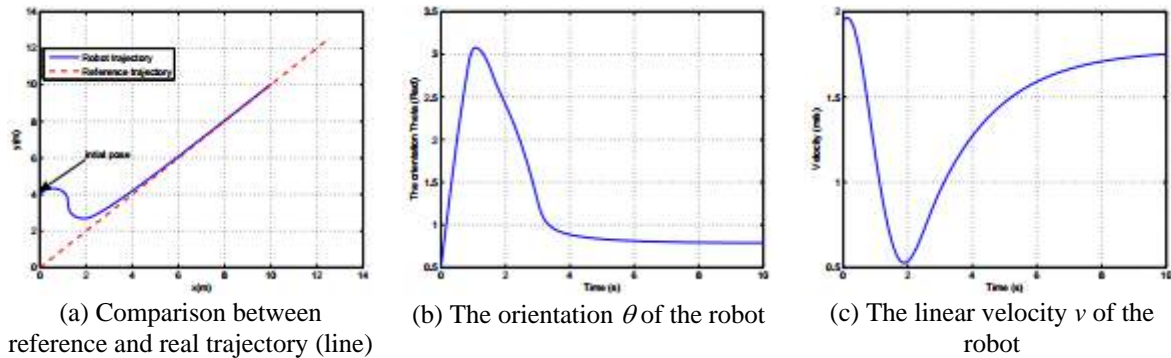 14
12
10
8
6
4
2
0
y(m)
Robot trajectory
Reference trajectory
initial pose
0 2 4 6 8 10 12 14
x(m)
3.5
3
2.5
2
1.5
1
0.5
The orientation Theta (Rad)
0 2 4 6 8 10
Time (s)
2
1.5
1
0.5
Velocity (m/s)
0 2 4 6 8 10
Time (s)
(a) Comparison between
reference and real trajectory (line)
(b) The orientation θ of the robot
(c) The linear velocity v of the
robot